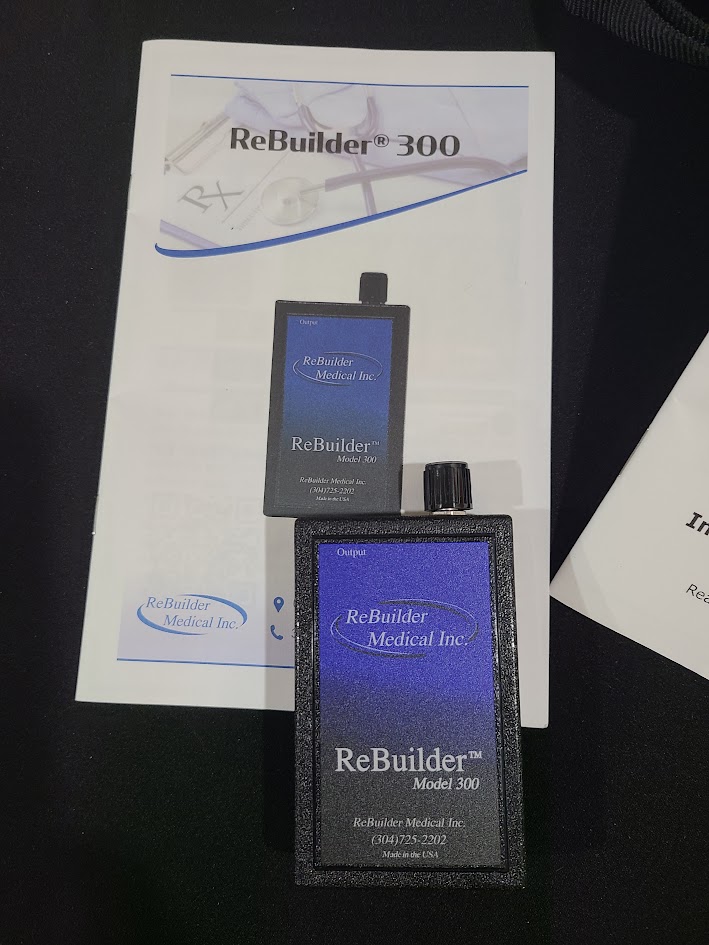 ReBuilder® 300
Rx
Output
ReBuilder
Medical Inc.
ReBuilder™
Model 300
ReBuilder Medical Inc.
(304)725-2202
Made in the USA
ReBuilder
Medical Inc.
Output
ReBuilder
Medical Inc.
ReBuilder™
Model 300
ReBuilder Medical Inc.
(304)725-2202
Made in the USA
In
Rea